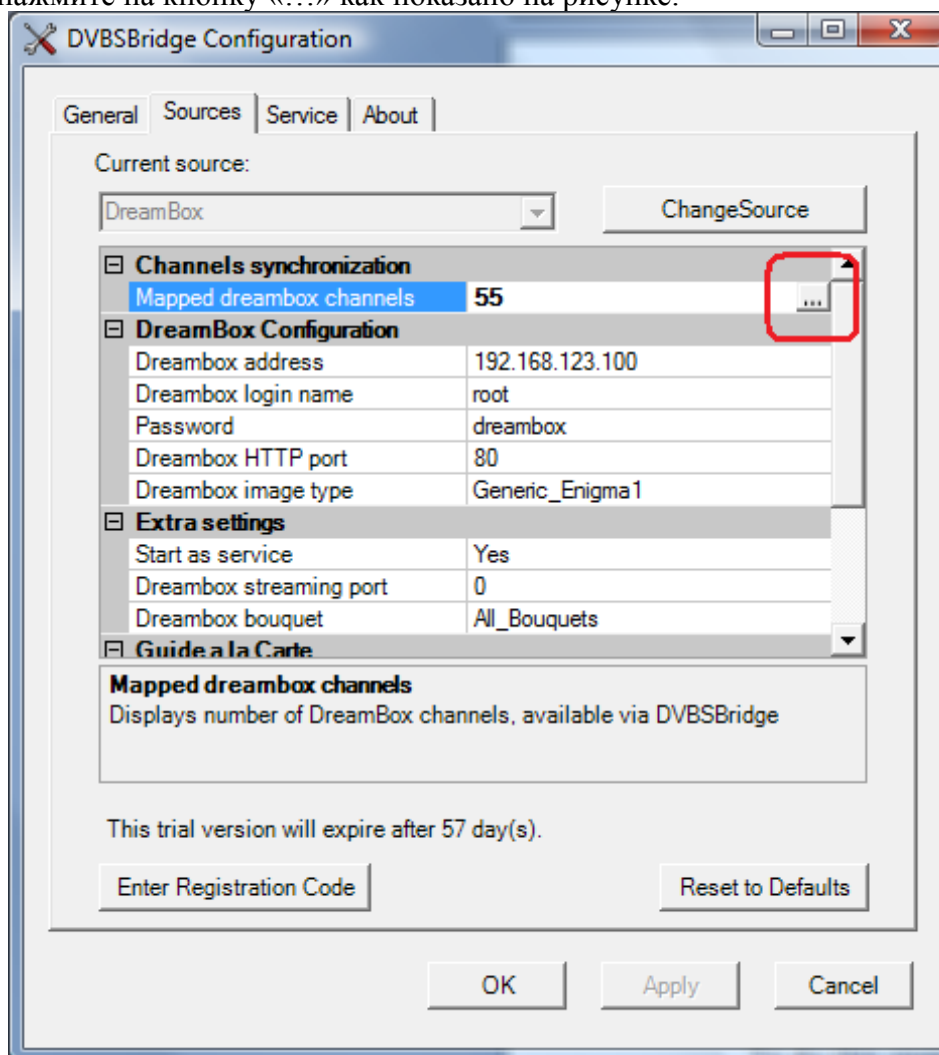 нажмите на кнопку «…» как показано на рисунке.
DVBSBridge Configuration
General Sources Service About
Current source:
DreamBox ChangeSource
Channels synchronization
Mapped dreambox channels 55 ...
DreamBox Configuration
Dreambox address 192.168.123.100
Dreambox login name root
Password dreambox
Dreambox HTTP port 80
Dreambox image type Generic_Enigma1
Extra settings
Start as service Yes
Dreambox streaming port 0
Dreambox bouquet All_Bouquets
Guide a la Carte
Mapped dreambox channels
Displays number of DreamBox channels, available via DVBSBridge
This trial version will expire after 57 day(s).
Enter Registration Code Reset to Defaults
OK Apply Cancel